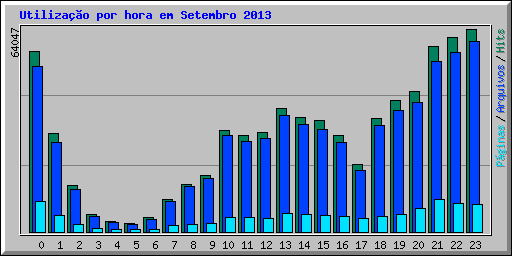 Utilização por hora em Setembro 2013
64047
Páginas / Arquivos / Hits
0 1 2 3 4 5 6 7 8 9 10 11 12 13 14 15 16 17 18 19 20 21 22 23